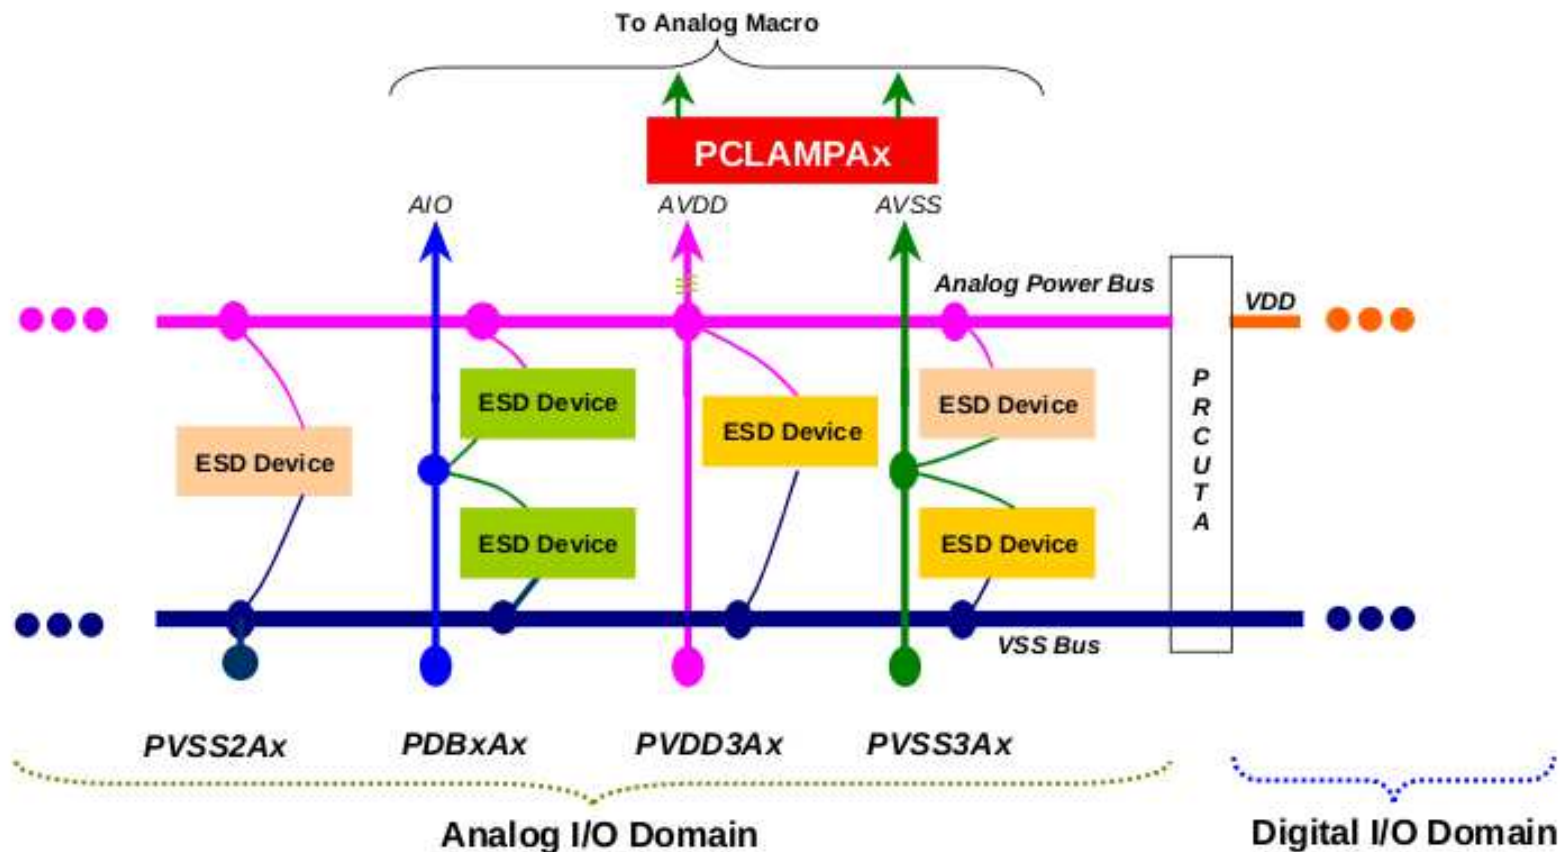 To Analog Macro
PCLAMPAx
AIO
AVDD
AVSS
Analog Power Bus
VDD
ESD Device
ESD Device
ESD Device
ESD Device
ESD Device
ESD Device
PRCUTA
VSS Bus
PVSS2Ax
PDBxAx
PVDD3Ax
PVSS3Ax
Analog I/O Domain
Digital I/O Domain